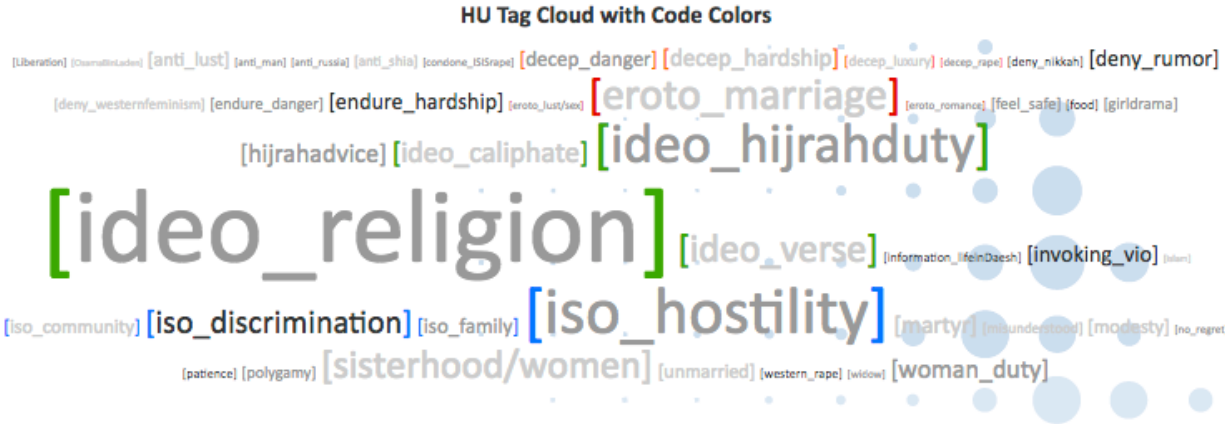 HU Tag Cloud with Code Colors
[Liberation] [OsamaBinLaden] [anti_lust] [anti_man] [anti_russia] [anti_shia] [condone_ISISrape] [decep_danger] [decep_hardship] [decep_luxury] [decep_rape] [deny_nikkah] [deny_rumor]
[deny_westernfeminism] [endure_danger] [endure_hardship] [eroto_lust/sex] [eroto_marriage] [eroto_romance] [feel_safe] [food] [girldrama]
[hijrahadvice] [ideo_caliphate] [ideo_hijrahduty]
[ideo_religion] [ideo_verse] [information_lifeinDaesh] [invoking_vio] [islam]
[iso_community] [iso_discrimination] [iso_family] [iso_hostility] [martyr] [misunderstood] [modesty] [no_regret
[patience] [polygamy] [sisterhood/women] [unmarried] [western_rape] [widow] [woman_duty]